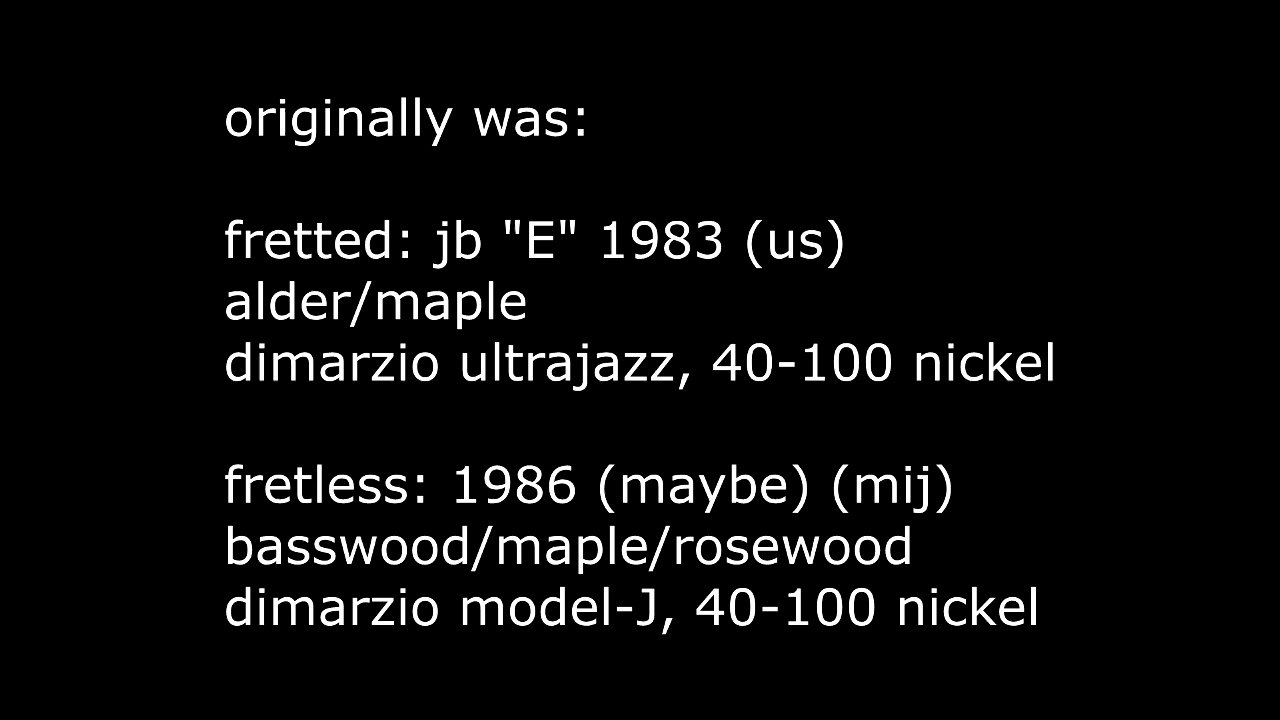 originally was:
fretted: jb "E" 1983 (us)
alder/maple
dimarzio ultrajazz, 40-100 nickel
fretless: 1986 (maybe) (mij)
basswood/maple/rosewood
dimarzio model-J, 40-100 nickel